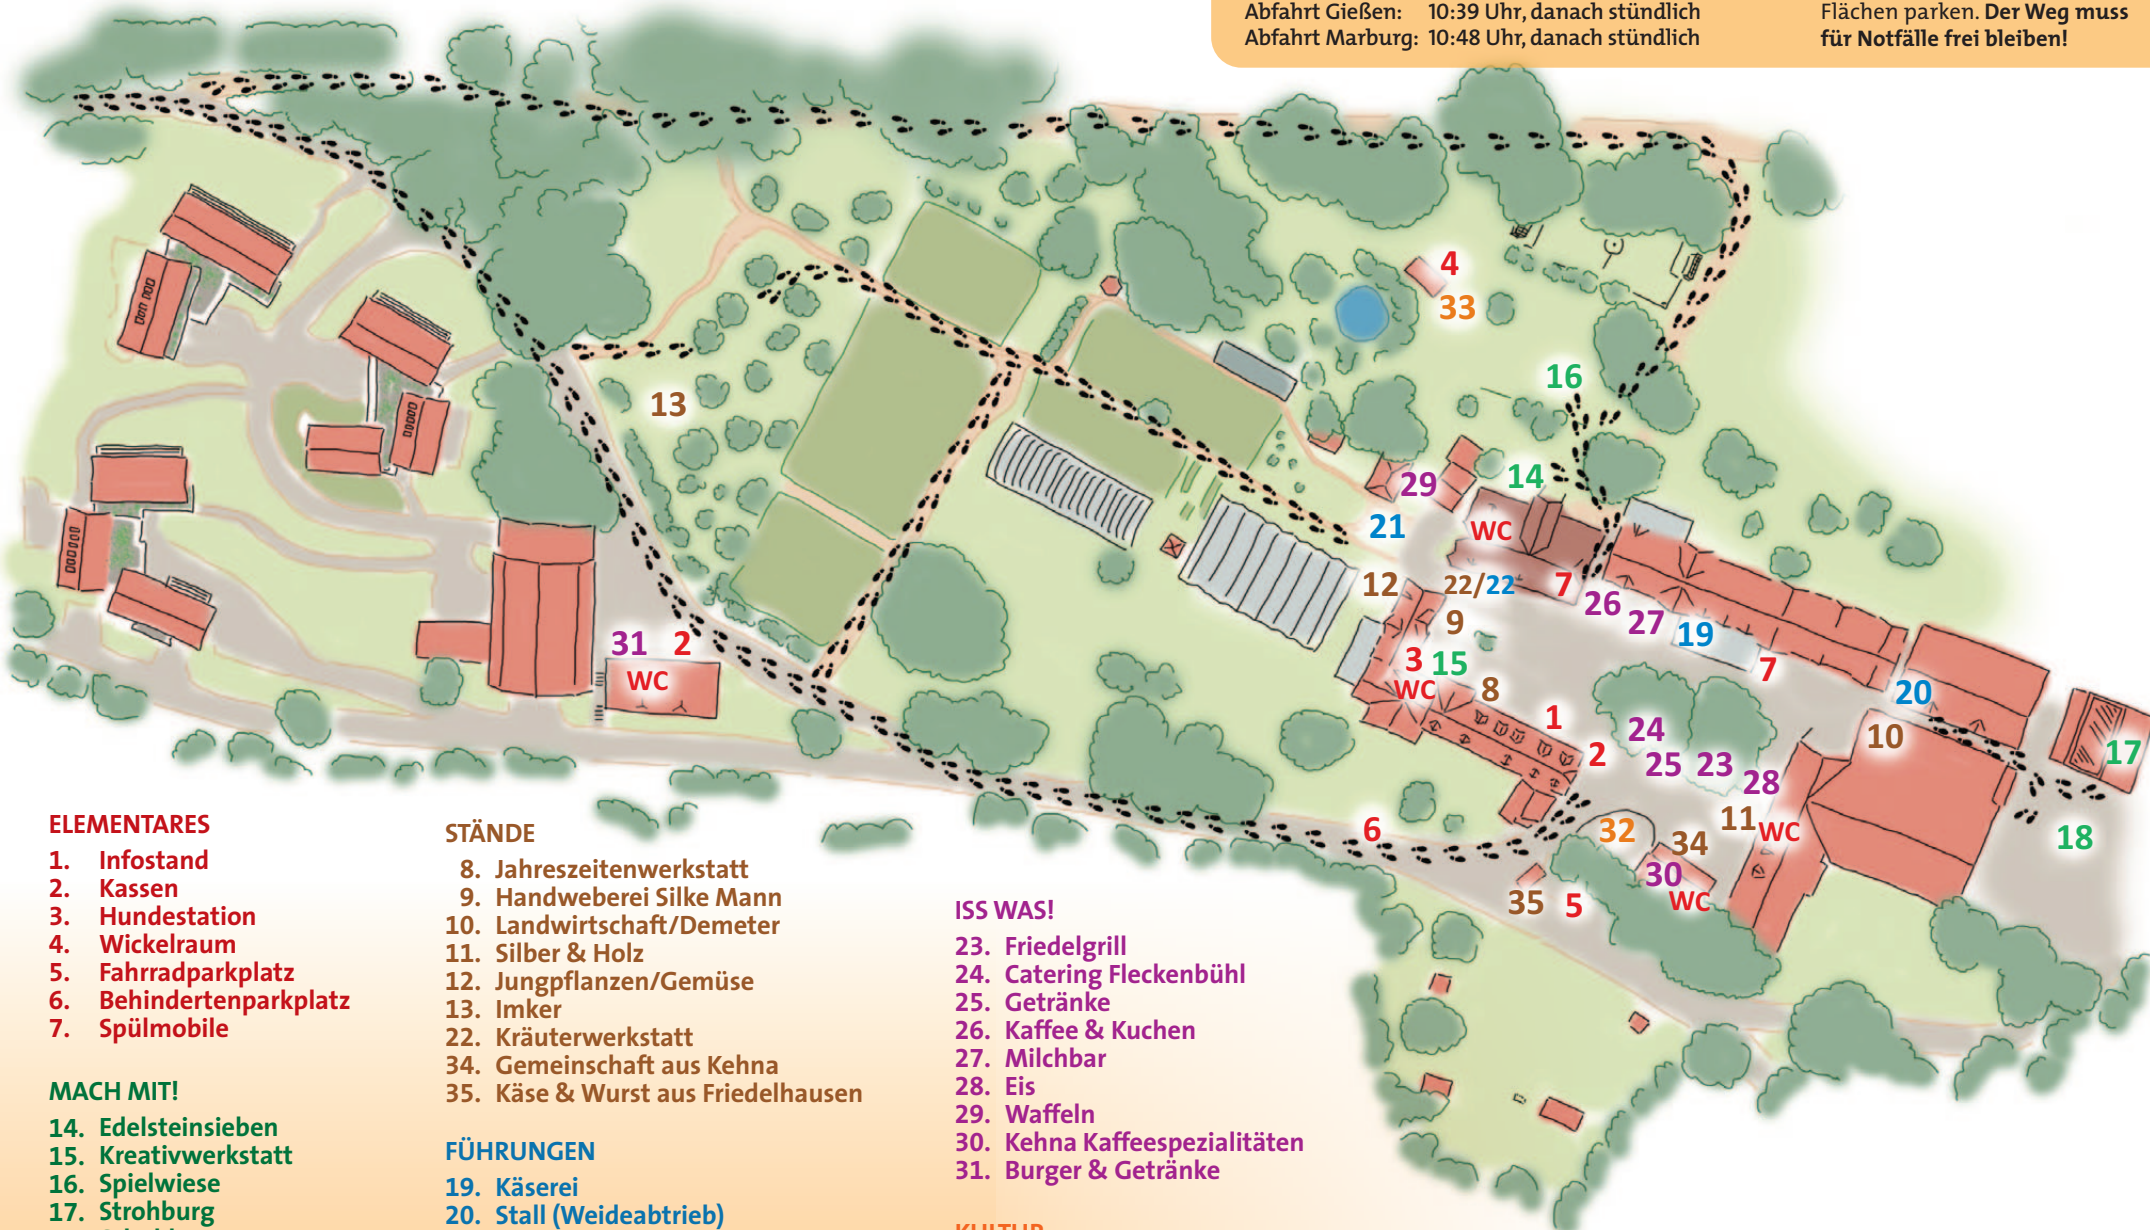 Abfahrt Gießen: 10:39 Uhr, danach stündlich
Abfahrt Marburg: 10:48 Uhr, danach stündlich
Flächen parken. Der Weg muss
für Notfälle frei bleiben!
4
33
16
13
29
14
21
WC
12
22/22
7
26
9
27
19
31
2
3
15
7
WC
WC
8
20
1
24
10
2
25
23
17
28
11
6
32
WC
34
18
30
35
5
WC
ELEMENTARES
1. Infostand
2. Kassen
3. Hundestation
4. Wickelraum
5. Fahrradparkplatz
6. Behindertenparkplatz
7. Spülmobile
MACH MIT!
14. Edelsteinsieben
15. Kreativwerkstatt
16. Spielwiese
17. Strohburg
STÄNDE
8. Jahreszeitenwerkstatt
9. Handweberei Silke Mann
10. Landwirtschaft/Demeter
11. Silber & Holz
12. Jungpflanzen/Gemüse
13. Imker
22. Kräuterwerkstatt
34. Gemeinschaft aus Kehna
35. Käse & Wurst aus Friedelhausen
FÜHRUNGEN
19. Käserei
20. Stall (Weideabtrieb)
ISS WAS!
23. Friedelgrill
24. Catering Fleckenbühl
25. Getränke
26. Kaffee & Kuchen
27. Milchbar
28. Eis
29. Waffeln
30. Kehna Kaffeespezialitäten
31. Burger & Getränke
KULTUR